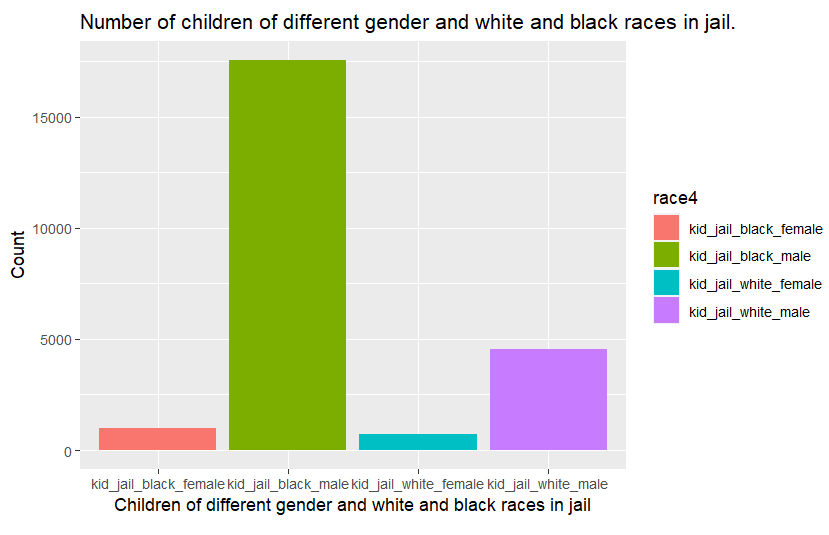 Number of children of different gender and white and black races in jail.
15000
10000
5000
0
Count
kid_jail_black_female kid_jail_black_male kid_jail_white_female kid_jail_white_male
Children of different gender and white and black races in jail
race4
kid_jail_black_female
kid_jail_black_male
kid_jail_white_female
kid_jail_white_male